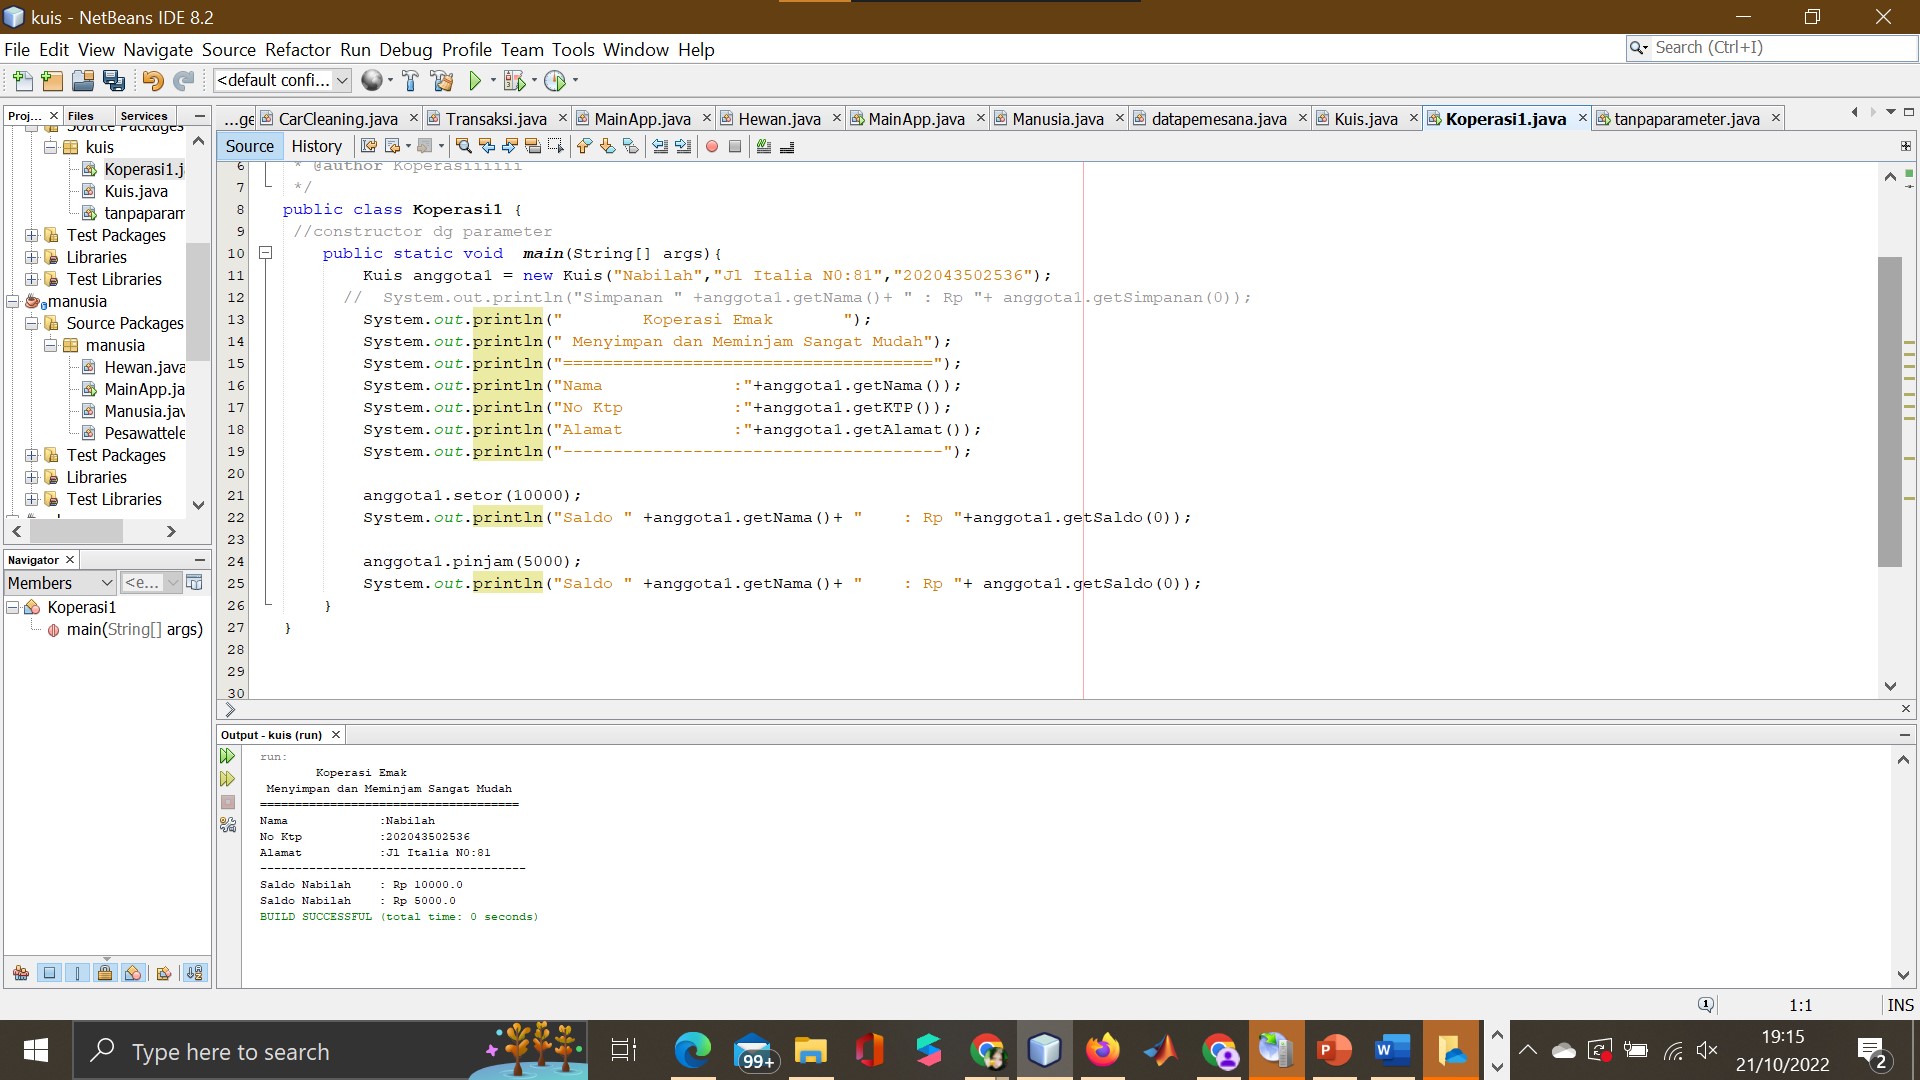 kuis - NetBeans IDE 8.2
File Edit View Navigate Source Refactor Run Debug Profile Team Tools Window Help
Search (Ctrl+I)
<default confi...
Proj... Files Services
...ge CarCleaning.java Transaksi.java MainApp.java Hewan.java MainApp.java Manusia.java datapemesana.java Kuis.java Koperasi1.java tanpaparameter.java
Source History
Source Packages
kuis
Koperasi1.j
Kuis.java
tanpaparam
Test Packages
Libraries
Test Libraries
manusia
Source Packages
manusia
Hewan.java
MainApp.ja
Manusia.jav
Pesawattele
Test Packages
Libraries
Test Libraries
Navigator
Members <e...
Koperasi1
main(String[] args)
6 * @author Koperasiiiiii
7 */
8 public class Koperasi1 {
9 //constructor dg parameter
10 public static void  main(String[] args){
11 Kuis anggota1 = new Kuis("Nabilah","Jl Italia N0:81","202043502536");
12 //  System.out.println("Simpanan " +anggota1.getNama()+ " : Rp "+ anggota1.getSimpanan(0));
13 System.out.println("        Koperasi Emak       ");
14 System.out.println(" Menyimpan dan Meminjam Sangat Mudah");
15 System.out.println("=====================================");
16 System.out.println("Nama             :"+anggota1.getNama());
17 System.out.println("No Ktp           :"+anggota1.getKTP());
18 System.out.println("Alamat           :"+anggota1.getAlamat());
19 System.out.println("--------------------------------------");
20
21 anggota1.setor(10000);
22 System.out.println("Saldo " +anggota1.getNama()+ "    : Rp "+anggota1.getSaldo(0));
23
24 anggota1.pinjam(5000);
25 System.out.println("Saldo " +anggota1.getNama()+ "    : Rp "+ anggota1.getSaldo(0));
26 }
27 }
28
29
30
Output - kuis (run)
run:
Koperasi Emak
Menyimpan dan Meminjam Sangat Mudah
=====================================
Nama             :Nabilah
No Ktp           :202043502536
Alamat           :Jl Italia N0:81
--------------------------------------
Saldo Nabilah    : Rp 10000.0
Saldo Nabilah    : Rp 5000.0
BUILD SUCCESSFUL (total time: 0 seconds)
1:1 INS
Type here to search
99+
19:15
21/10/2022
2